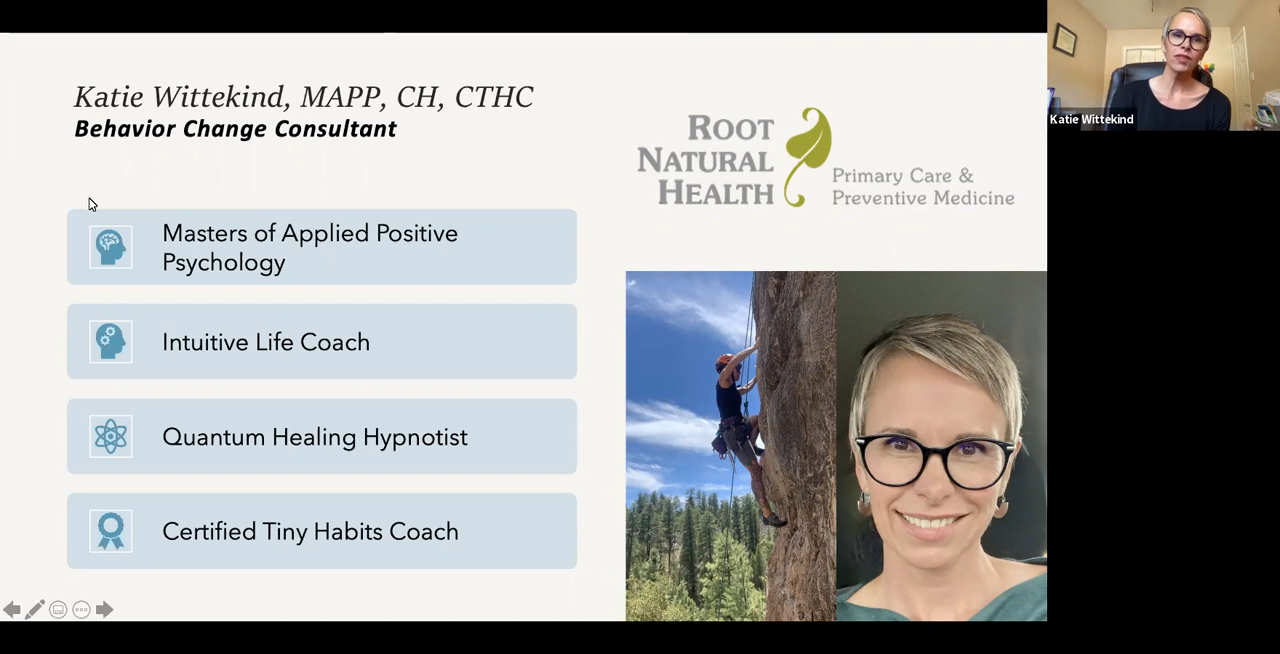 Katie Wittekind, MAPP, CH, CTHC
Behavior Change Consultant
ROOT
NATURAL
HEALTH
Primary Care &
Preventive Medicine
Masters of Applied Positive
Psychology
Intuitive Life Coach
Quantum Healing Hypnotist
Certified Tiny Habits Coach
Katie Wittekind